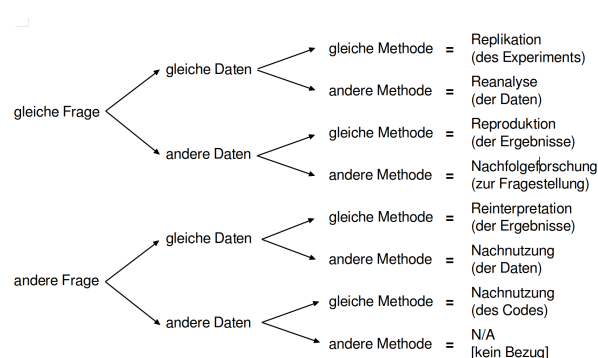 gleiche Frage
gleiche Daten
gleiche Methode = Replikation
(des Experiments)
andere Methode = Reanalyse
(der Daten)
andere Daten
gleiche Methode = Reproduktion
(der Ergebnisse)
andere Methode = Nachfolgeforschung
(zur Fragestellung)
andere Frage
gleiche Daten
gleiche Methode = Reinterpretation
(der Ergebnisse)
andere Methode = Nachnutzung
(der Daten)
andere Daten
gleiche Methode = Nachnutzung
(des Codes)
andere Methode = N/A
[kein Bezug]